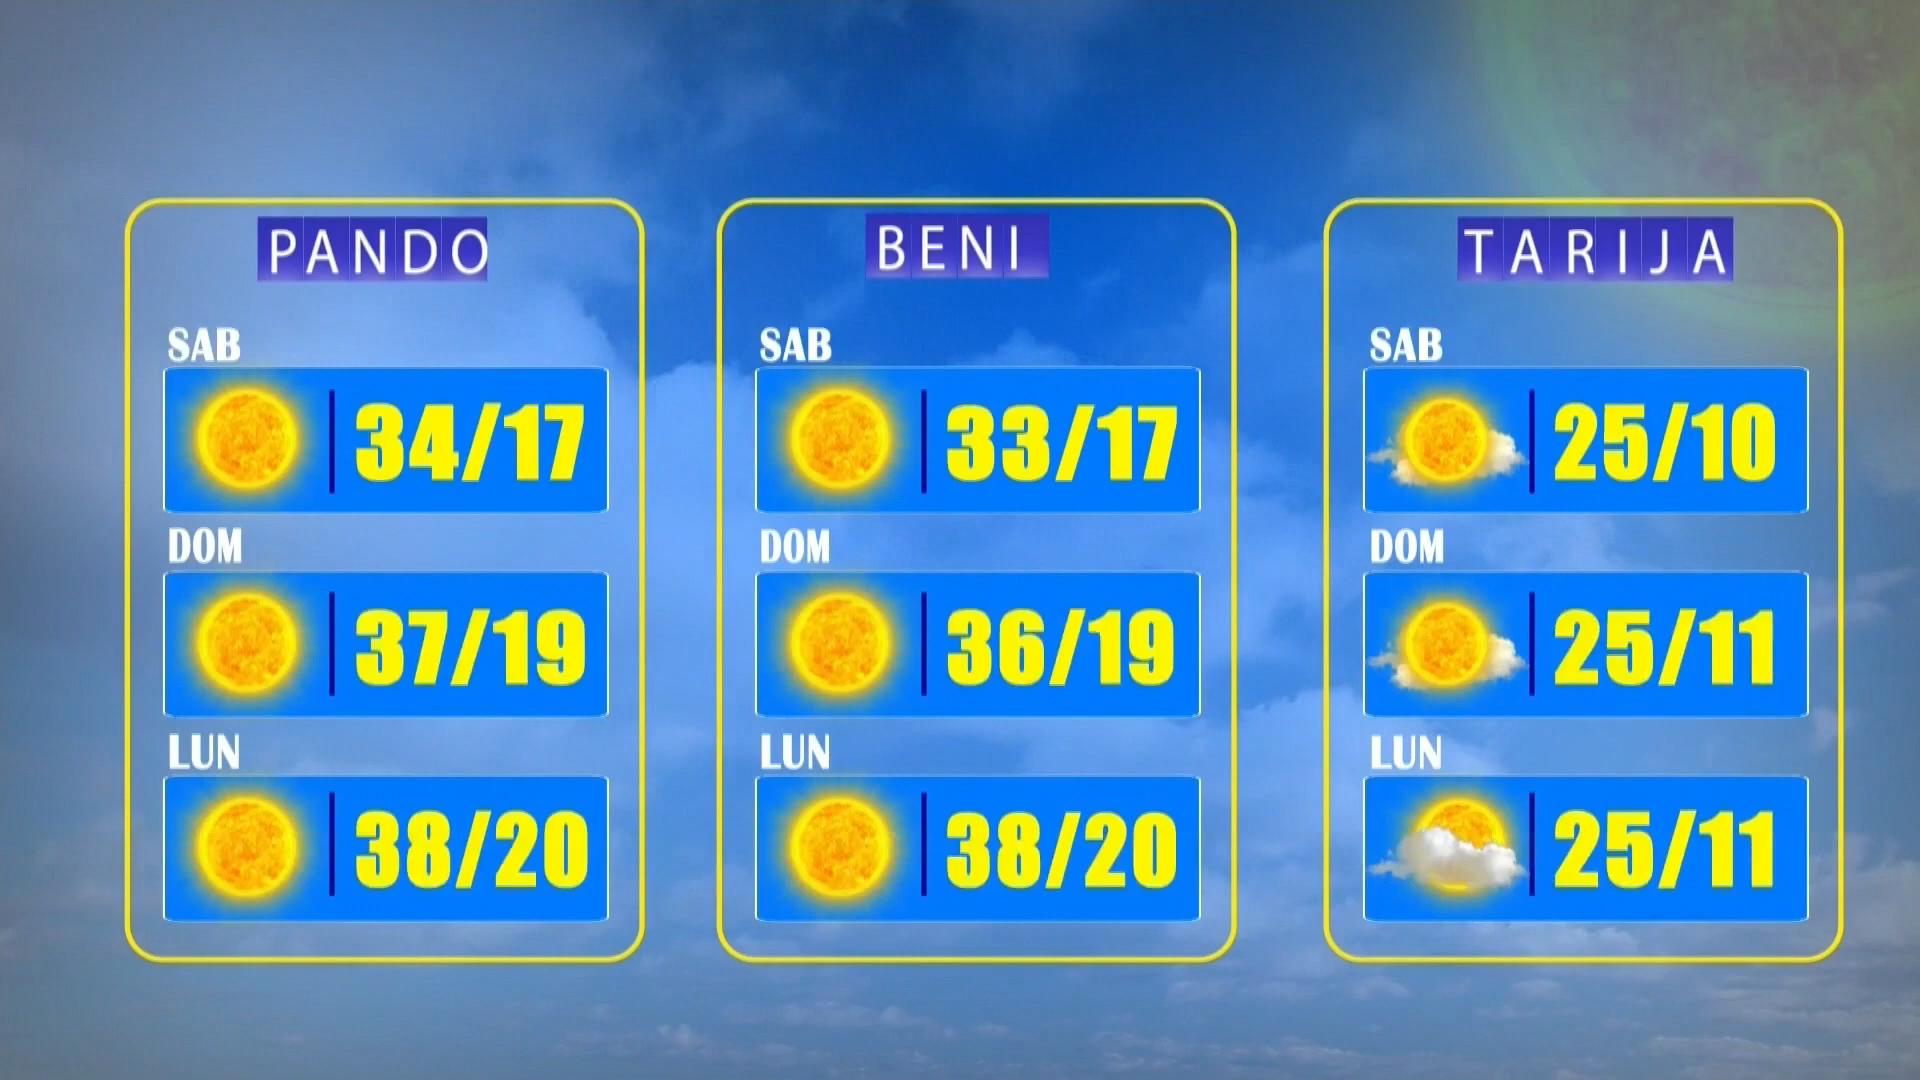 PANDO
SAB
34/17
DOM
37/19
LUN
38/20
BENI
SAB
33/17
DOM
36/19
LUN
38/20
TARIJA
SAB
25/10
DOM
25/11
LUN
25/11